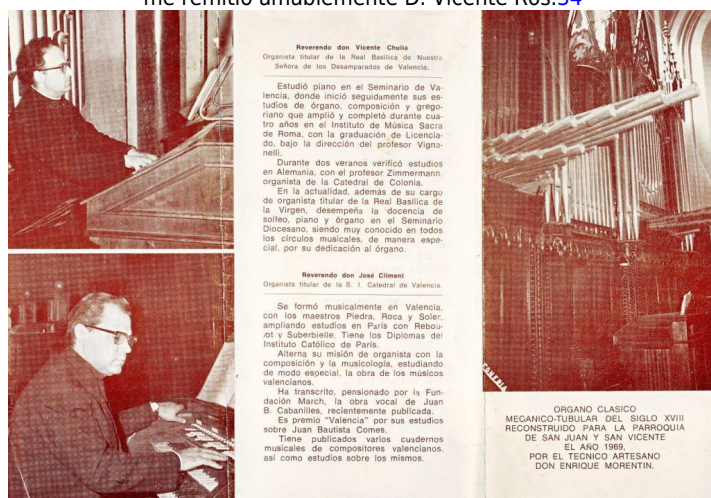 me remitió amablemente D. Vicente Ros.34
Reverendo don Vicente Chuliá
Organista titular de la Real Basílica de Nuestra
Señora de los Desamparados de Valencia.
Estudió piano en el Seminario de Va-
lencia, donde inició seguidamente sus es-
tudios de órgano, composición y grego-
riano que amplió y completó durante cua-
tro años en el Instituto de Música Sacra
de Roma, con la graduación de Licencia-
do, bajo la dirección del profesor Vigna-
nelli.
Durante dos veranos verificó estudios
en Alemania, con el profesor Zimmermann,
organista de la Catedral de Colonia.
En la actualidad, además de su cargo
de organista titular de la Real Basílica de
la Virgen, desempeña la docencia de
solfeo, piano y órgano en el Seminario
Diocesano, siendo muy conocido en todos
los círculos musicales, de manera espe-
cial, por su dedicación al órgano.
Reverendo don José Climent
Organista titular de la S. I. Catedral de Valencia.
Se formó musicalmente en Valencia,
con los maestros Piedra, Roca y Soler,
ampliando estudios en París con Rebou-
lot y Suberbielle. Tiene los Diplomas del
Instituto Católico de París.
Alterna su misión de organista con la
composición y la musicología, estudiando
de modo especial, la obra de los músicos
valencianos.
Ha transcrito, pensionado por la Fun-
dación March, la obra vocal de Juan
B. Cabanilles, recientemente publicada.
Es premio "Valencia" por sus estudios
sobre Juan Bautista Comes.
Tiene publicados varios cuadernos
musicales de compositores valencianos,
así como estudios sobre los mismos.
ORGANO CLASICO
MECANICO-TUBULAR DEL SIGLO XVIII
RECONSTRUIDO PARA LA PARROQUIA
DE SAN JUAN Y SAN VICENTE
EL AÑO 1969,
POR EL TECNICO ARTESANO
DON ENRIQUE MORENTIN.